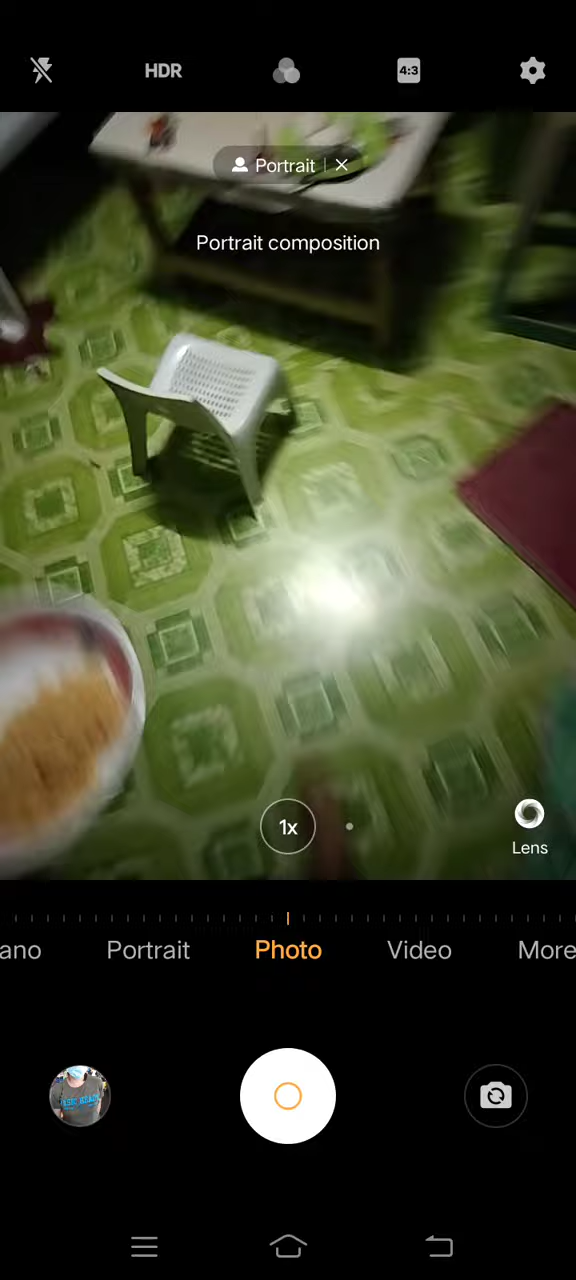 HDR
4:3
Portrait
Portrait composition
1x
Lens
ano
Portrait
Photo
Video
More